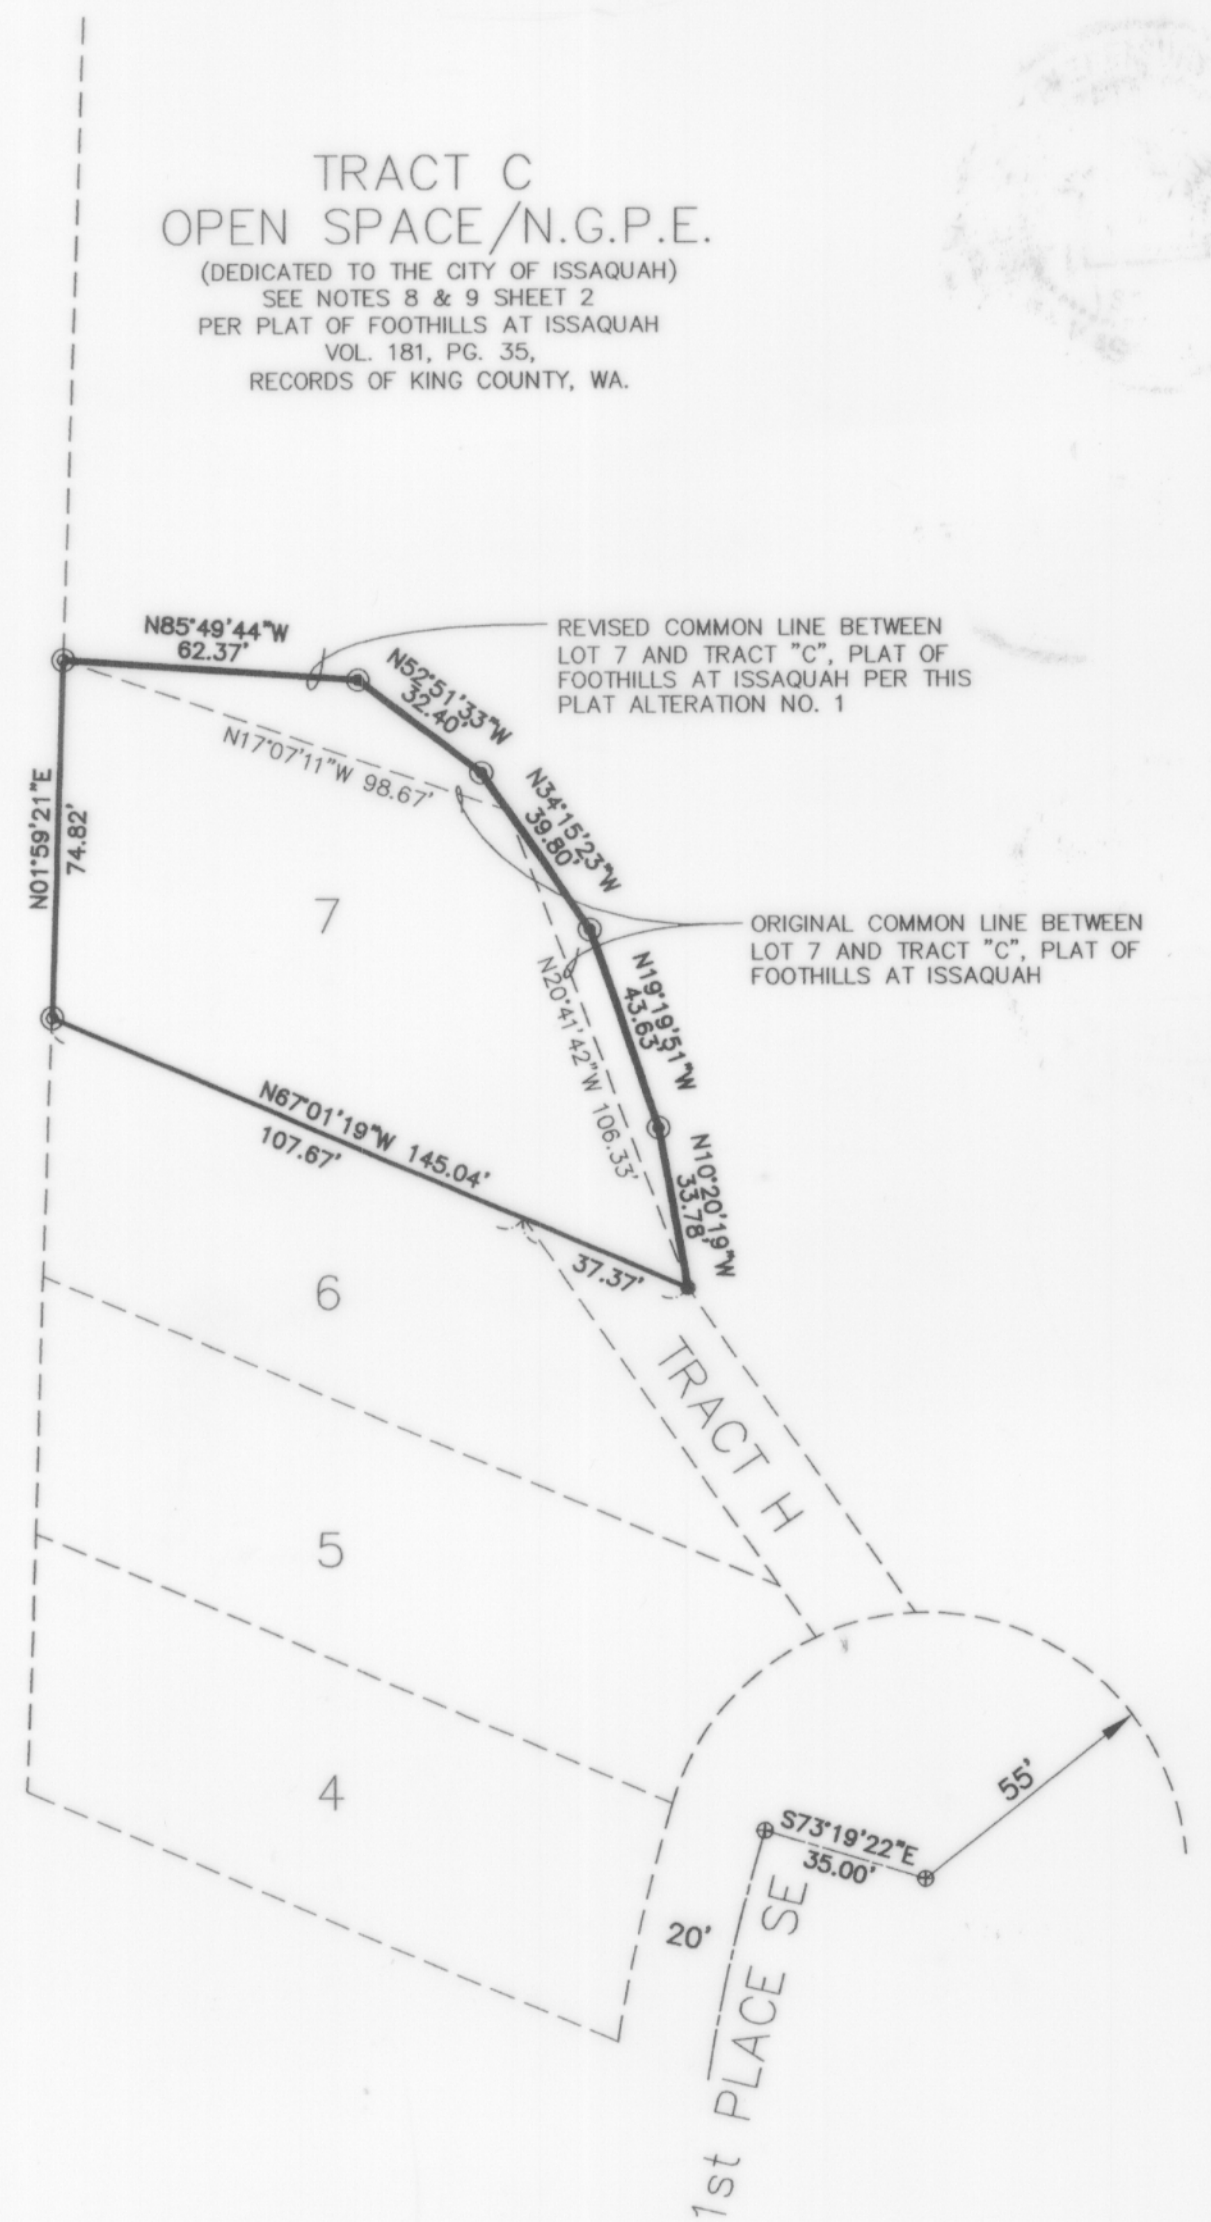 TRACT C
OPEN SPACE/N.G.P.E.
(DEDICATED TO THE CITY OF ISSAQUAH)
SEE NOTES 8 & 9 SHEET 2
PER PLAT OF FOOTHILLS AT ISSAQUAH
VOL. 181, PG. 35,
RECORDS OF KING COUNTY, WA.
N85°49'44"W
62.37'
REVISED COMMON LINE BETWEEN
LOT 7 AND TRACT "C", PLAT OF
FOOTHILLS AT ISSAQUAH PER THIS
PLAT ALTERATION NO. 1
N52°51'33"W
32.40'
N17°07'11"W 98.67'
N34°15'23"W
39.80'
N01°59'21"E
74.82'
7
ORIGINAL COMMON LINE BETWEEN
LOT 7 AND TRACT "C", PLAT OF
FOOTHILLS AT ISSAQUAH
N19°19'51"W
43.63'
N20°41'42"W 106.33'
N67°01'19"W 145.04'
107.67'
N10°20'19"W
33.78'
37.37'
6
TRACT H
5
4
55'
S73°19'22"E
35.00'
20'
1st PLACE SE